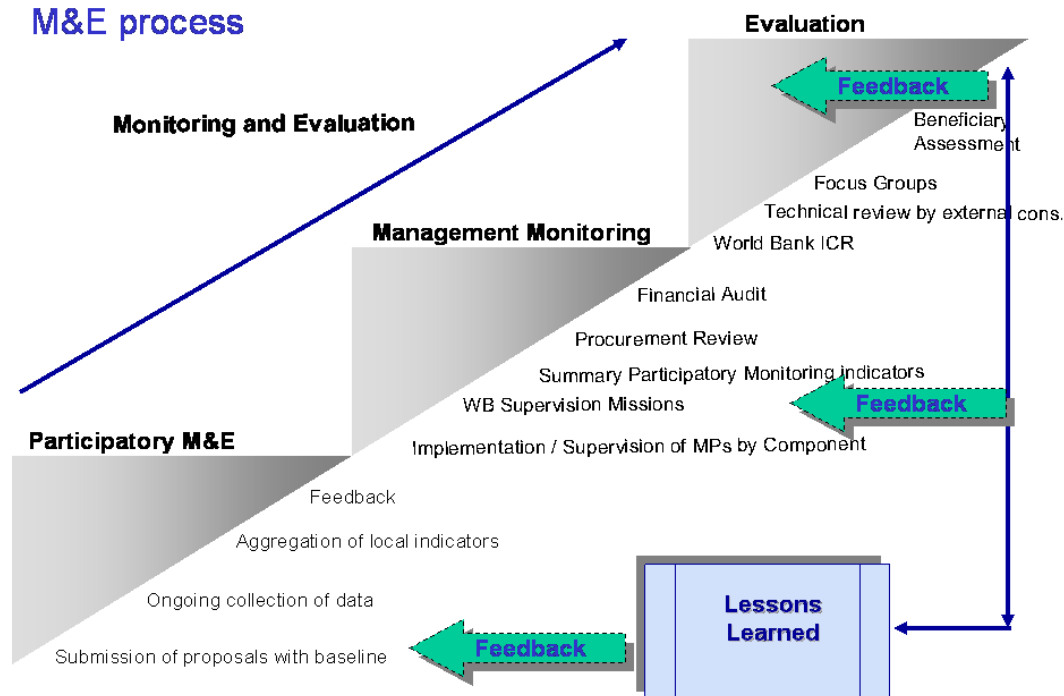 M&E process
Evaluation
Feedback
Monitoring and Evaluation
Beneficiary
Assessment
Focus Groups
Technical review by external cons.
Management Monitoring
World Bank ICR
Financial Audit
Procurement Review
Summary Participatory Monitoring indicators
WB Supervision Missions
Feedback
Participatory M&E
Implementation / Supervision of MPs by Component
Feedback
Aggregation of local indicators
Ongoing collection of data
Lessons
Learned
Submission of proposals with baseline
Feedback